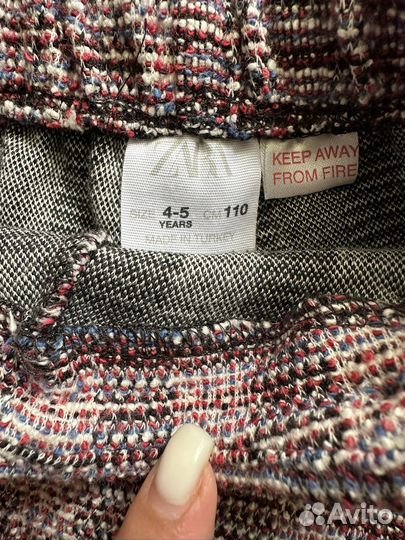 ZARA
SIZE 4-5 CM 110
YEARS
MADE IN TURKEY
KEEP AWAY
FROM FIRE
Avito